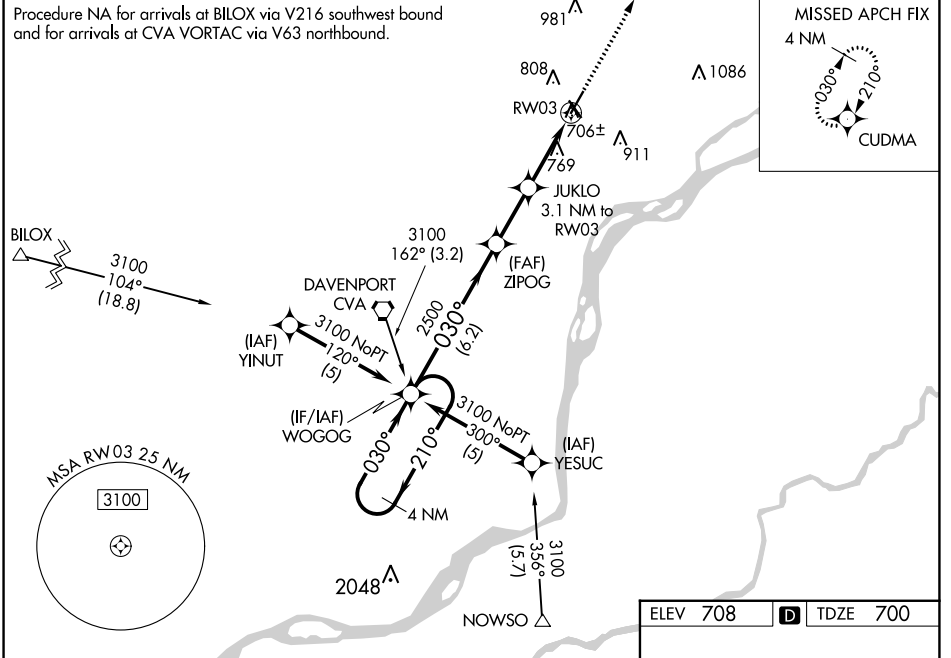 Procedure NA for arrivals at BILOX via V216 southwest bound
and for arrivals at CVA VORTAC via V63 northbound.
981
808
1086
RW03
706±
769
911
MISSED APCH FIX
4 NM
030°
210°
CUDMA
JUKLO
3.1 NM to
RW03
(FAF)
ZIPOG
BILOX
3100
104°
(18.8)
3100
162° (3.2)
DAVENPORT
CVA
2500
030°
(6.2)
(IAF)
YINUT
3100 NoPT
120°
(5)
(IF/IAF)
WOGOG
3100 NoPT
300°
(5)
(IAF)
YESUC
030°
210°
4 NM
MSA RW03 25 NM
3100
3100
356°
(5.7)
2048
NOWSO
ELEV 708 D TDZE 700